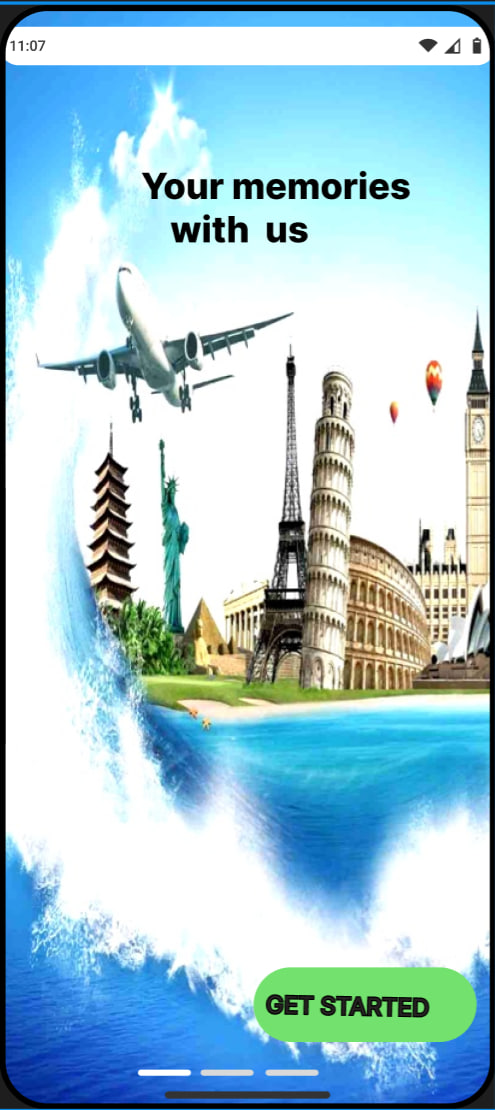 11:07
Your memories
with us
GET STARTED